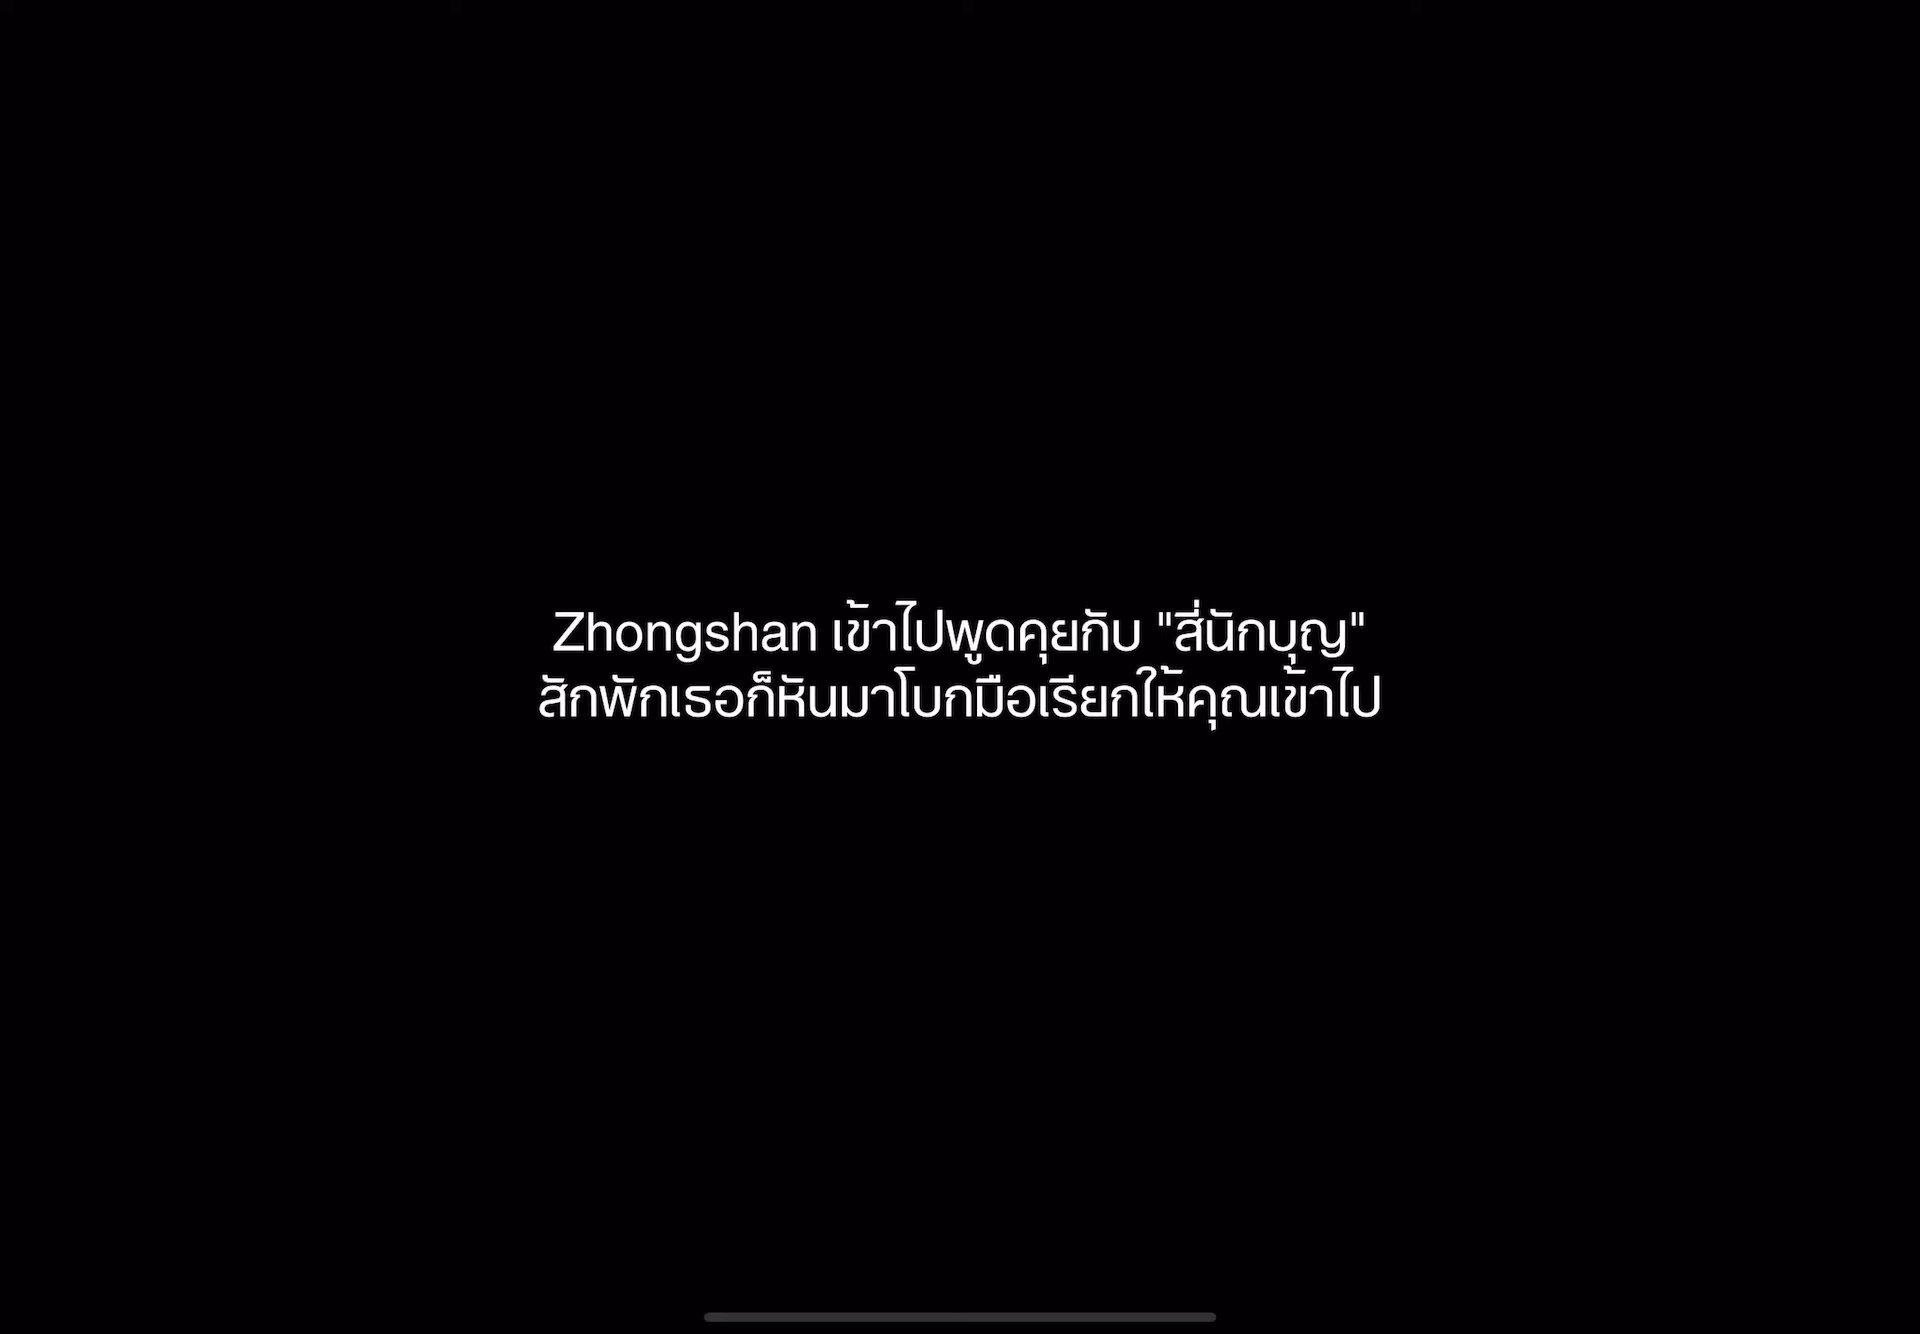 Zhongshan เข้าไปพูดคุยกับ "สี่นักบุญ"
สักพักเธอก็หันมาโบกมือเรียกให้คุณเข้าไป